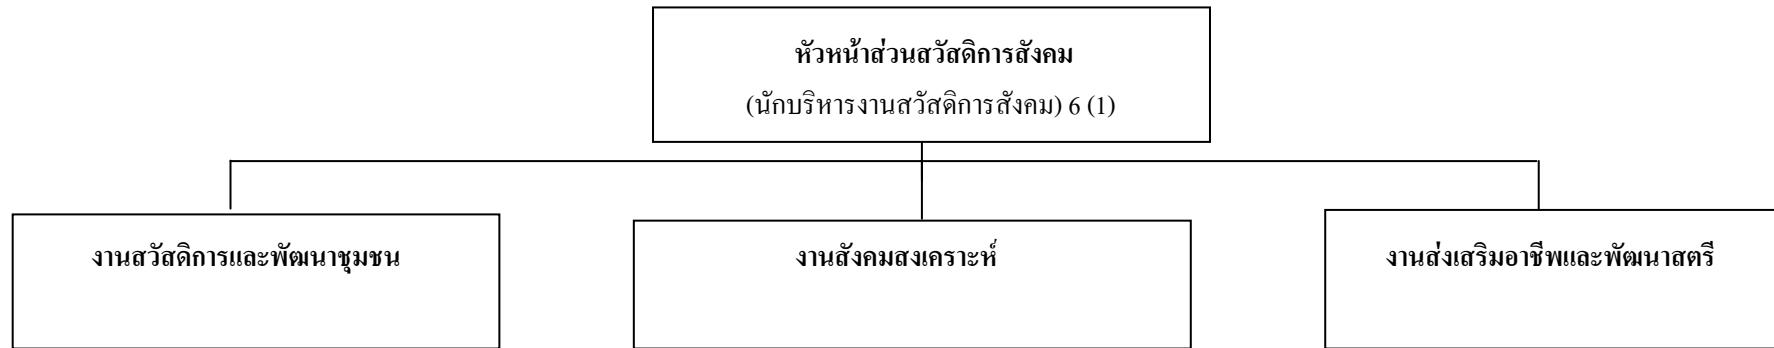 หัวหน้าส่วนสวัสดิการสังคม
(นักบริหารงานสวัสดิการสังคม) 6 (1)
งานสวัสดิการและพัฒนาชุมชน
งานสังคมสงเคราะห์
งานส่งเสริมอาชีพและพัฒนาสตรี